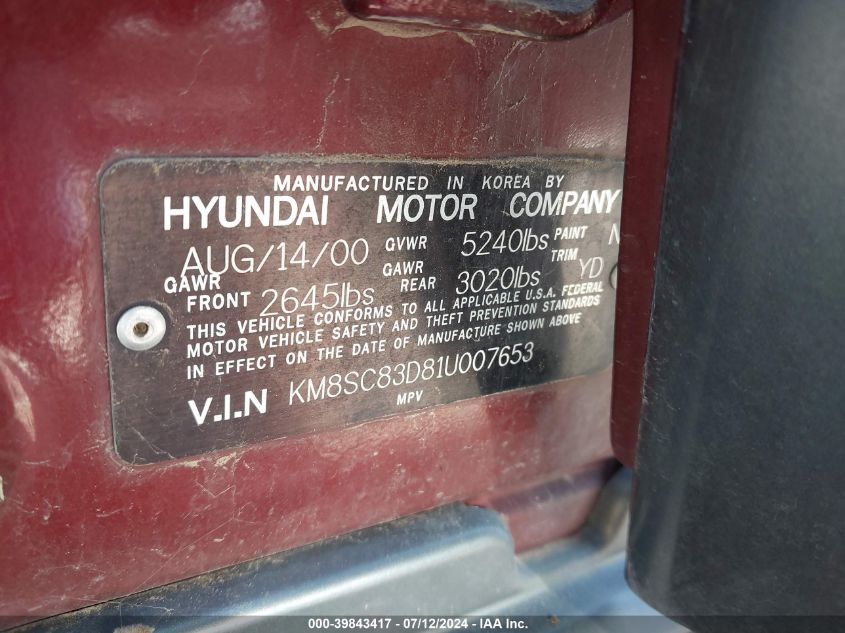 MANUFACTURED IN KOREA BY
HYUNDAI MOTOR COMPANY
AUG/14/00 GVWR 5240lbs PAINT N
GAWR FRONT 2645lbs GAWR REAR 3020lbs TRIM YD
THIS VEHICLE CONFORMS TO ALL APPLICABLE U.S.A. FEDERAL
MOTOR VEHICLE SAFETY AND THEFT PREVENTION STANDARDS
IN EFFECT ON THE DATE OF MANUFACTURE SHOWN ABOVE
V.I.N KM8SC83D81U007653
MPV
000-39843417 - 07/12/2024 - IAA Inc.